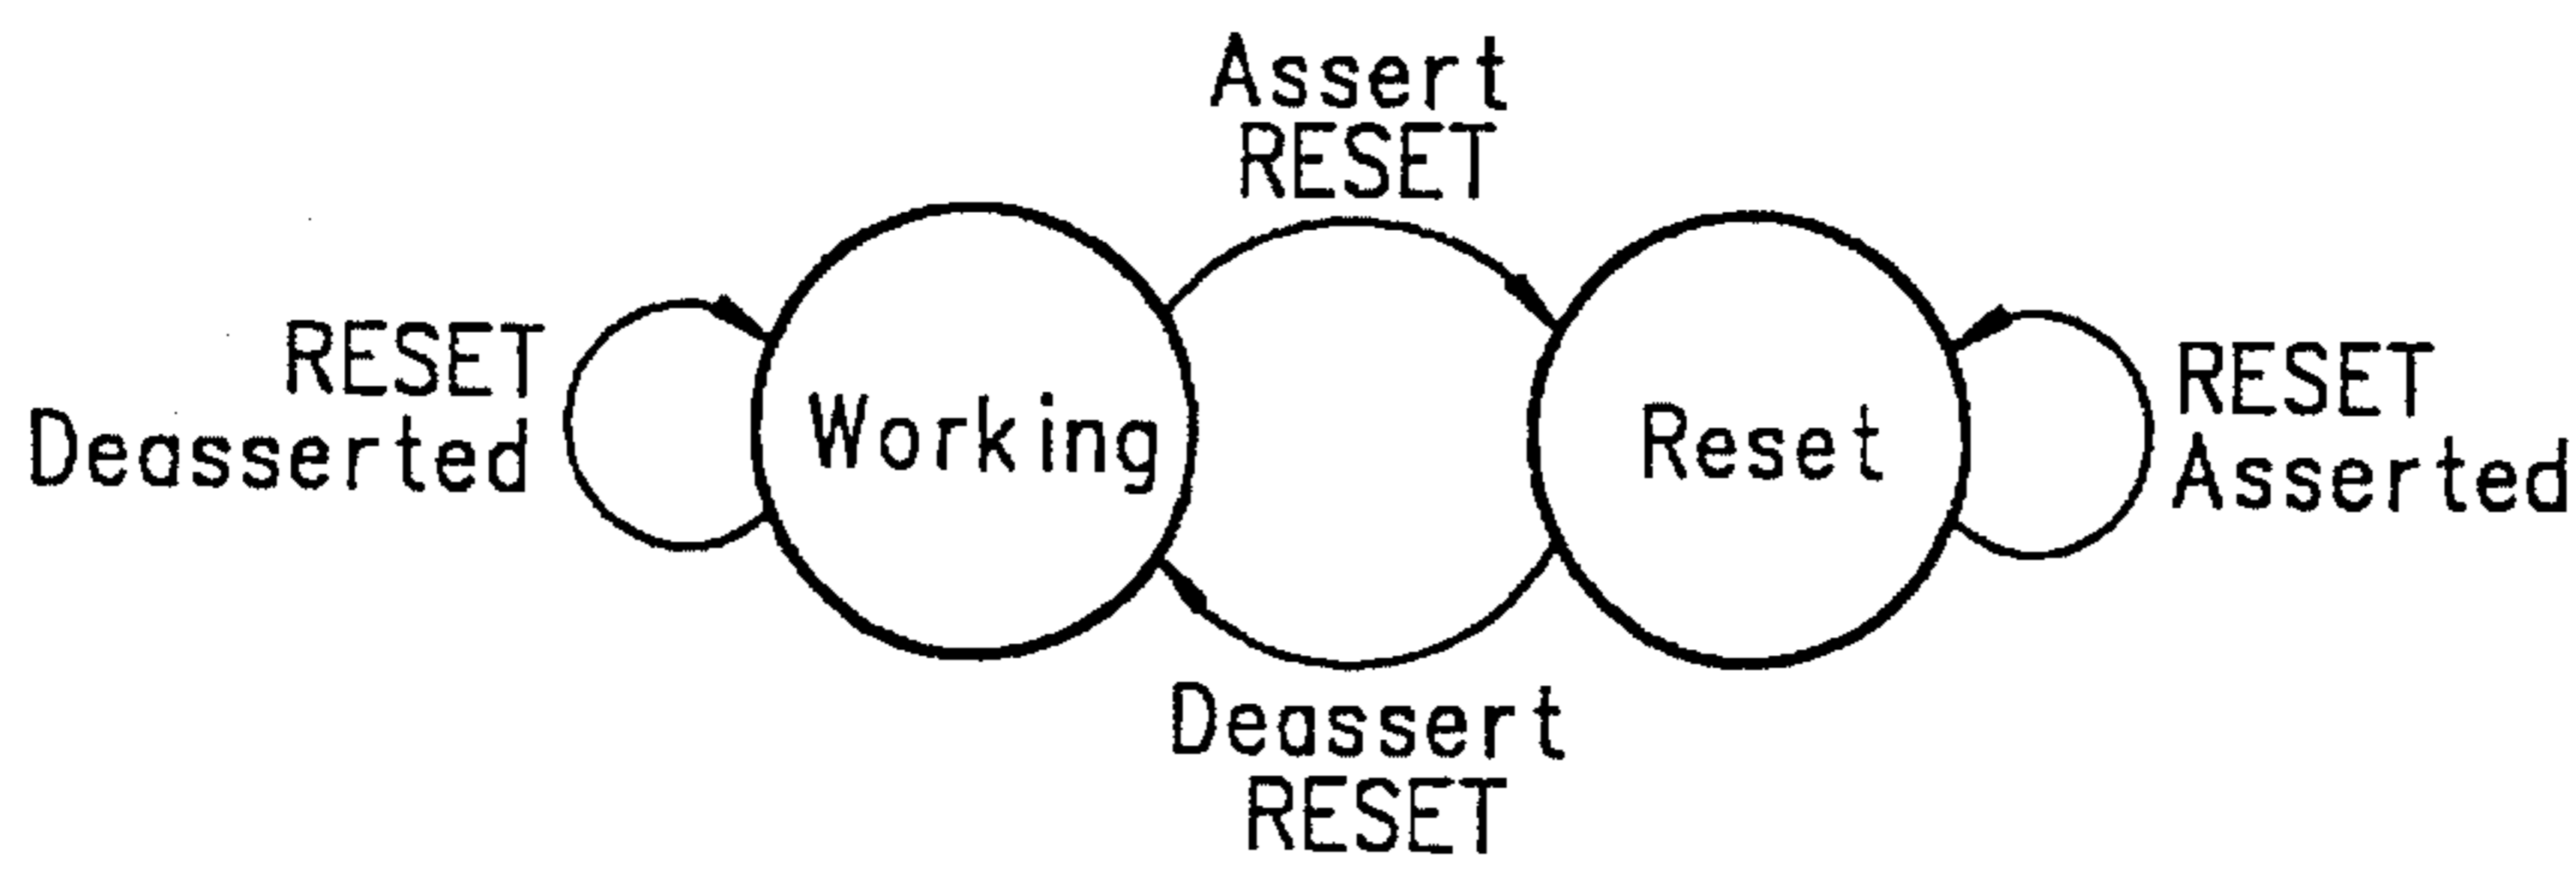 Assert
RESET
RESET
Deasserted
Working
Reset
RESET
Asserted
Deassert
RESET